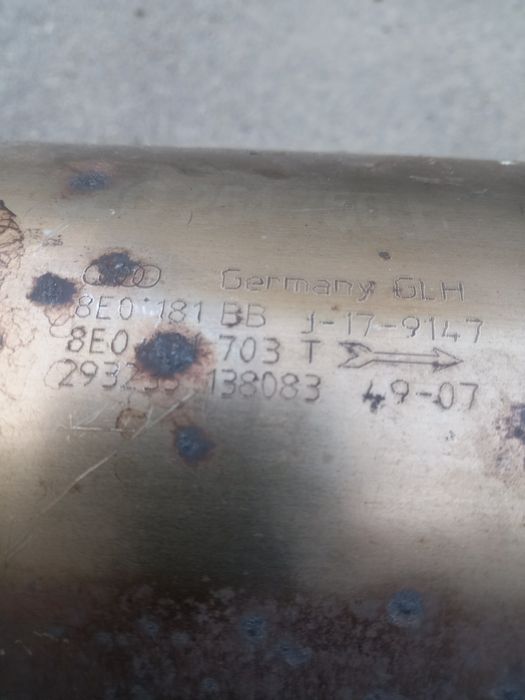 Germany GLH
8E0 181 BB J-17-9147
8E0 703 T
138083 49-07